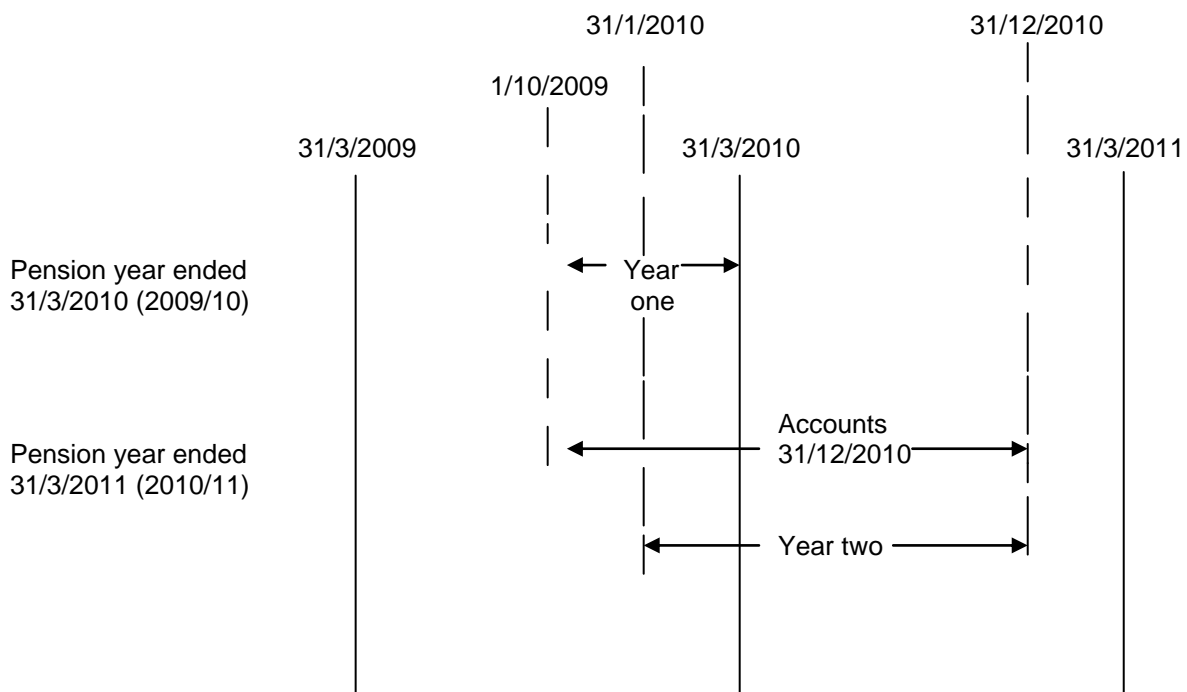 31/1/2010
31/12/2010
1/10/2009
31/3/2009
31/3/2010
31/3/2011
Pension year ended
31/3/2010 (2009/10)
Year
one
Pension year ended
31/3/2011 (2010/11)
Accounts
31/12/2010
Year two